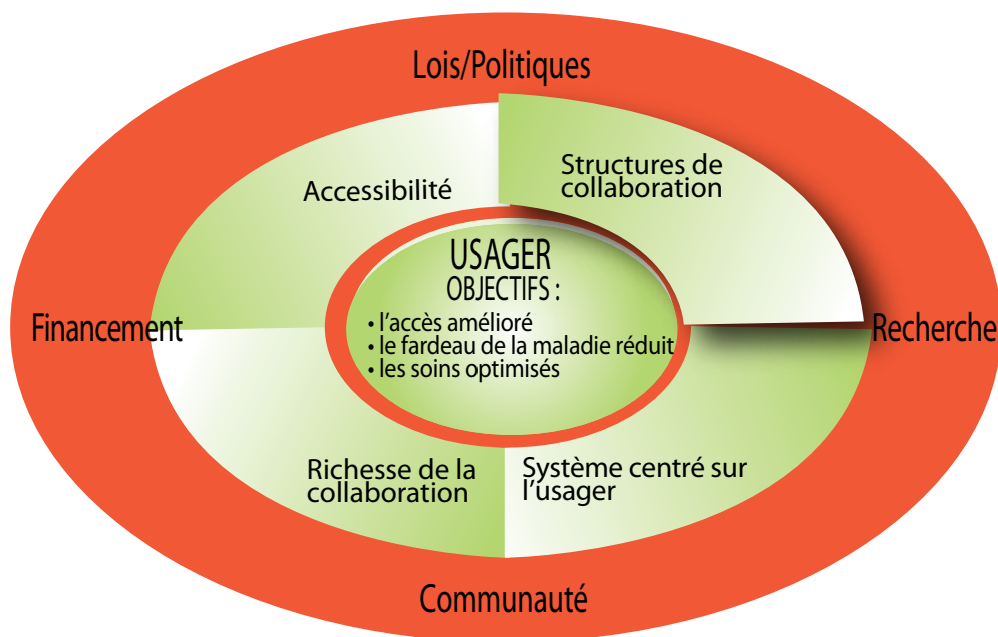 Lois/Politiques
Accessibilité
Structures de
collaboration
USAGER
OBJECTIFS :
• l'accès amélioré
• le fardeau de la maladie réduit
• les soins optimisés
Financement
Recherche
Richesse de la
collaboration
Système centré sur
l'usager
Communauté